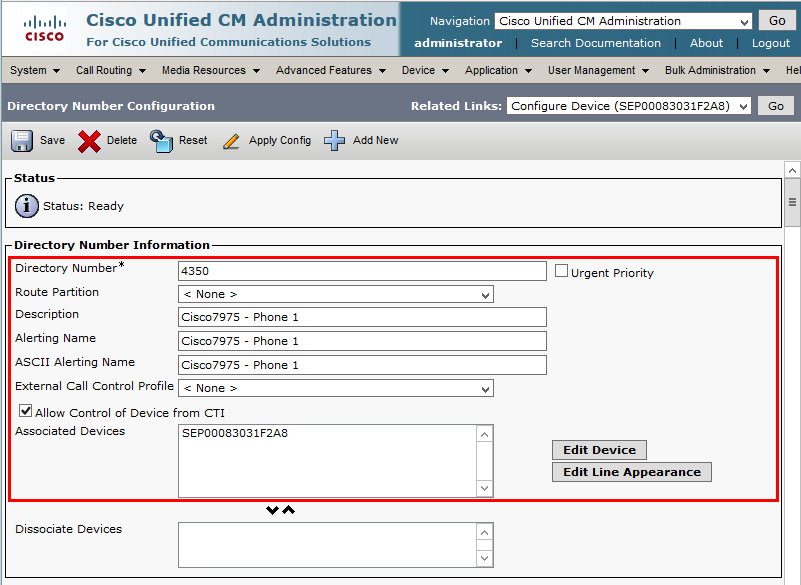 Cisco Unified CM Administration
For Cisco Unified Communications Solutions
CISCO
Navigation Cisco Unified CM Administration Go
administrator | Search Documentation | About | Logout
System Call Routing Media Resources Advanced Features Device Application User Management Bulk Administration Hel
Directory Number Configuration Related Links: Configure Device (SEP00083031F2A8) Go
Save Delete Reset Apply Config Add New
Status
i Status: Ready
Directory Number Information
Directory Number* 4350 Urgent Priority
Route Partition < None >
Description Cisco7975 - Phone 1
Alerting Name Cisco7975 - Phone 1
ASCII Alerting Name Cisco7975 - Phone 1
External Call Control Profile < None >
Allow Control of Device from CTI
Associated Devices SEP00083031F2A8
Edit Device
Edit Line Appearance
Dissociate Devices